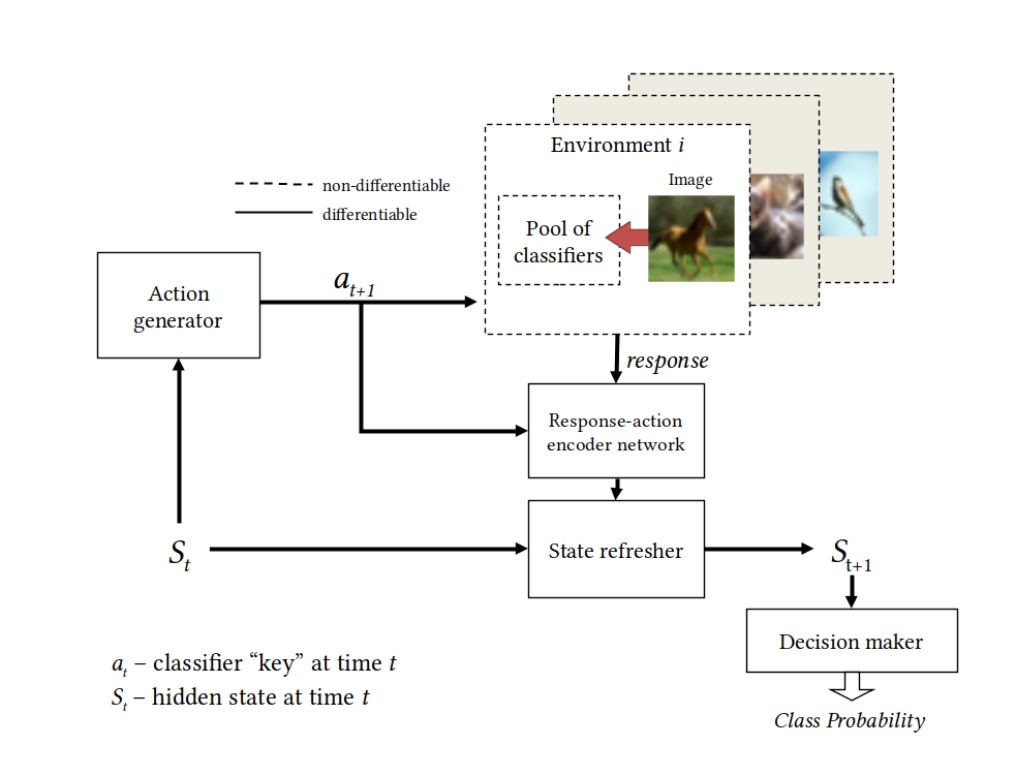 Environment i
Image
non-differentiable
differentiable
Pool of
classifiers
Action
generator
a_{t+1}
response
Response-action
encoder network
S_t
State refresher
S_{t+1}
Decision maker
a_t – classifier “key” at time t
S_t – hidden state at time t
Class Probability